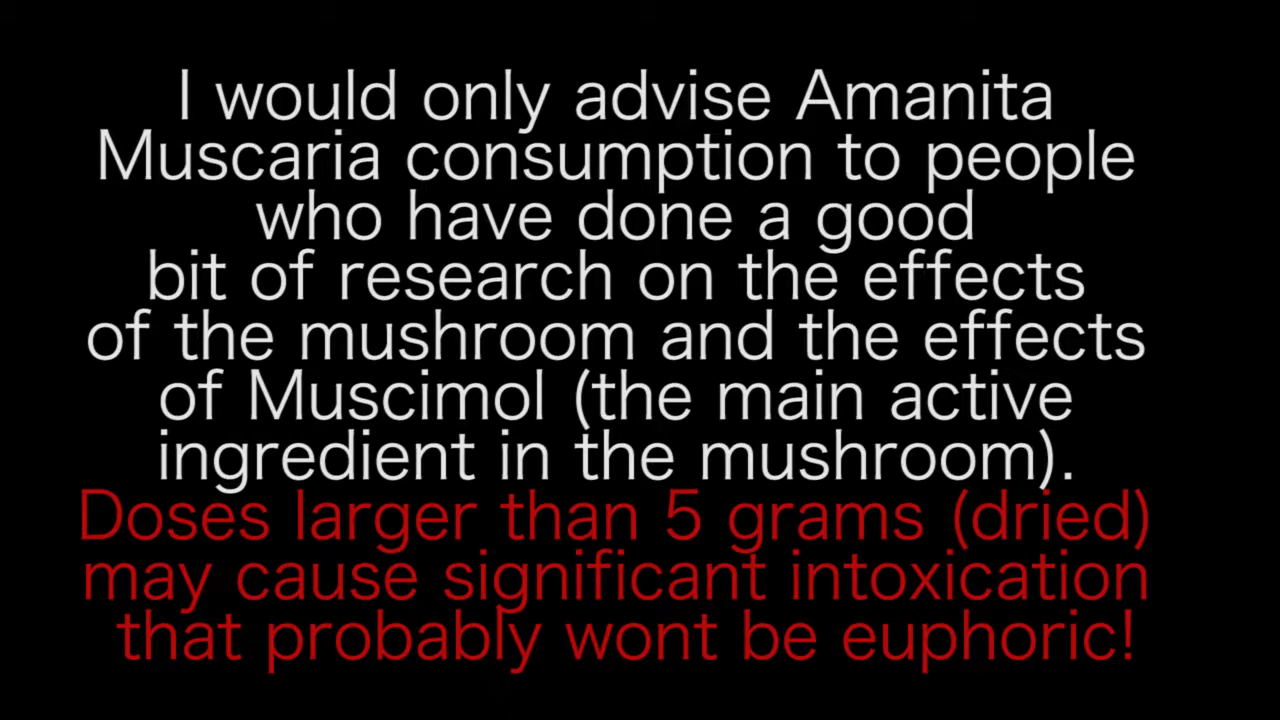 I would only advise Amanita
Muscaria consumption to people
who have done a good
bit of research on the effects
of the mushroom and the effects
of Muscimol (the main active
ingredient in the mushroom).
Doses larger than 5 grams (dried)
may cause significant intoxication
that probably wont be euphoric!